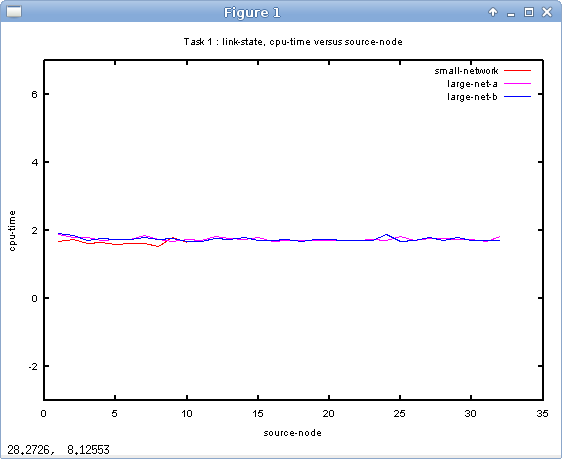 Figure 1
Task 1 : link-state, cpu-time versus source-node
small-network
large-net-a
large-net-b
6
4
2
0
-2
cpu-time
0 5 10 15 20 25 30 35
source-node
28.2726, 8.12553